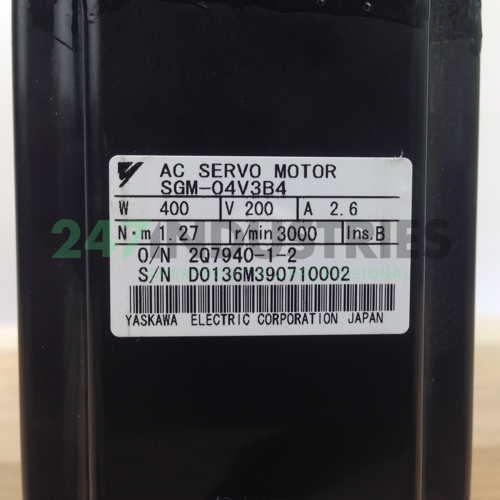 AC SERVO MOTOR
SGM-04V3B4
W 400 V 200 A 2.6
N·m 1.27 r/min 3000 Ins.B
O/N 2Q7940-1-2
S/N D0136M390710002
YASKAWA ELECTRIC CORPORATION JAPAN
247INDUSTRIES